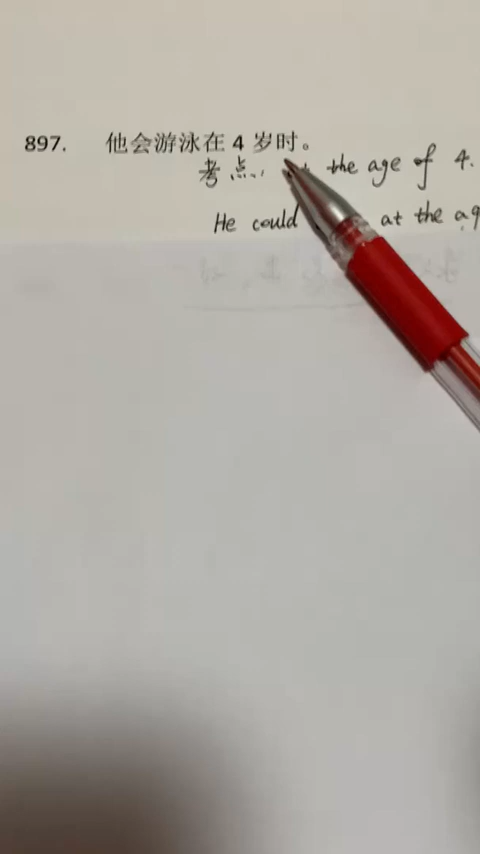 897. 他会游泳在 4 岁时。
考点: the age of 4.
He could at the ag